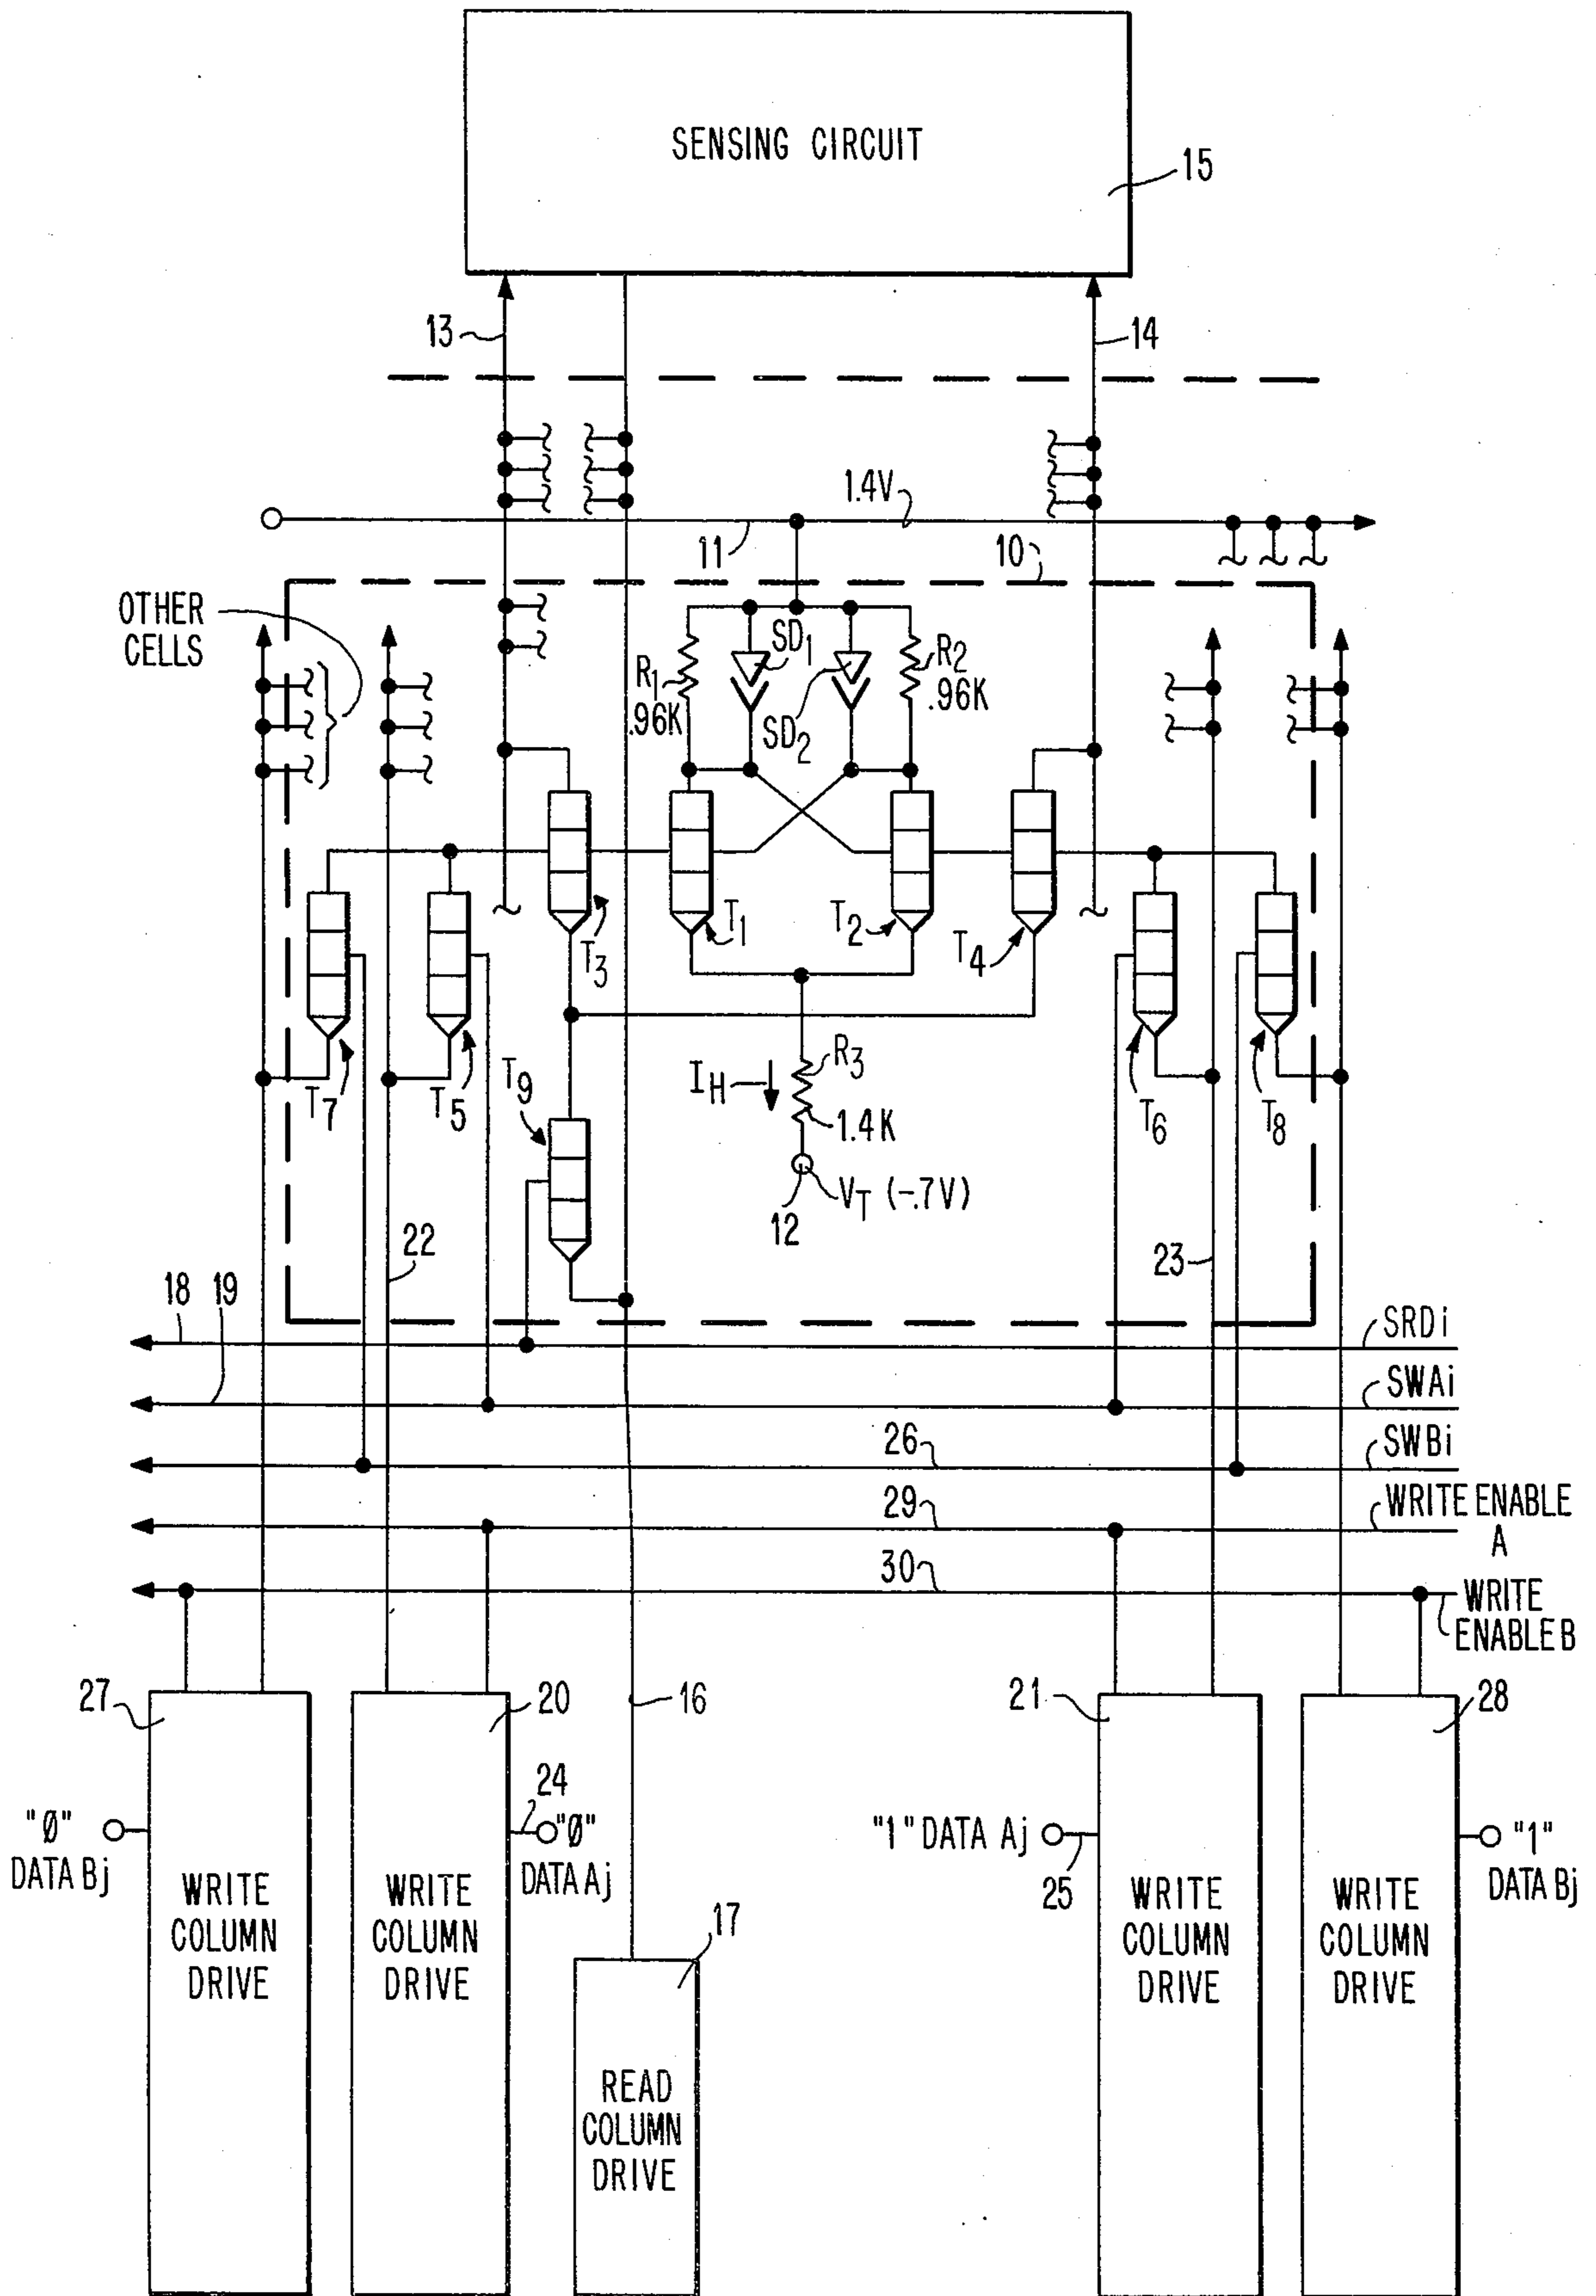 SENSING CIRCUIT
15
13
14
1.4V
11
10
OTHER
CELLS
SD1
R1
.96K
R2
.96K
SD2
T3
T1
T2
T4
T7
T5
T9
IH
R3
1.4K
T6
T8
VT (-.7V)
12
22
23
18
19
SRDi
SWAi
26
SWBi
29
WRITE ENABLE
A
30
WRITE
ENABLE B
27
20
16
21
28
24
"Ø"
DATA Bj
"Ø"
DATA Aj
"1" DATA Aj
25
"1"
DATA Bj
WRITE
COLUMN
DRIVE
WRITE
COLUMN
DRIVE
17
READ
COLUMN
DRIVE
WRITE
COLUMN
DRIVE
WRITE
COLUMN
DRIVE